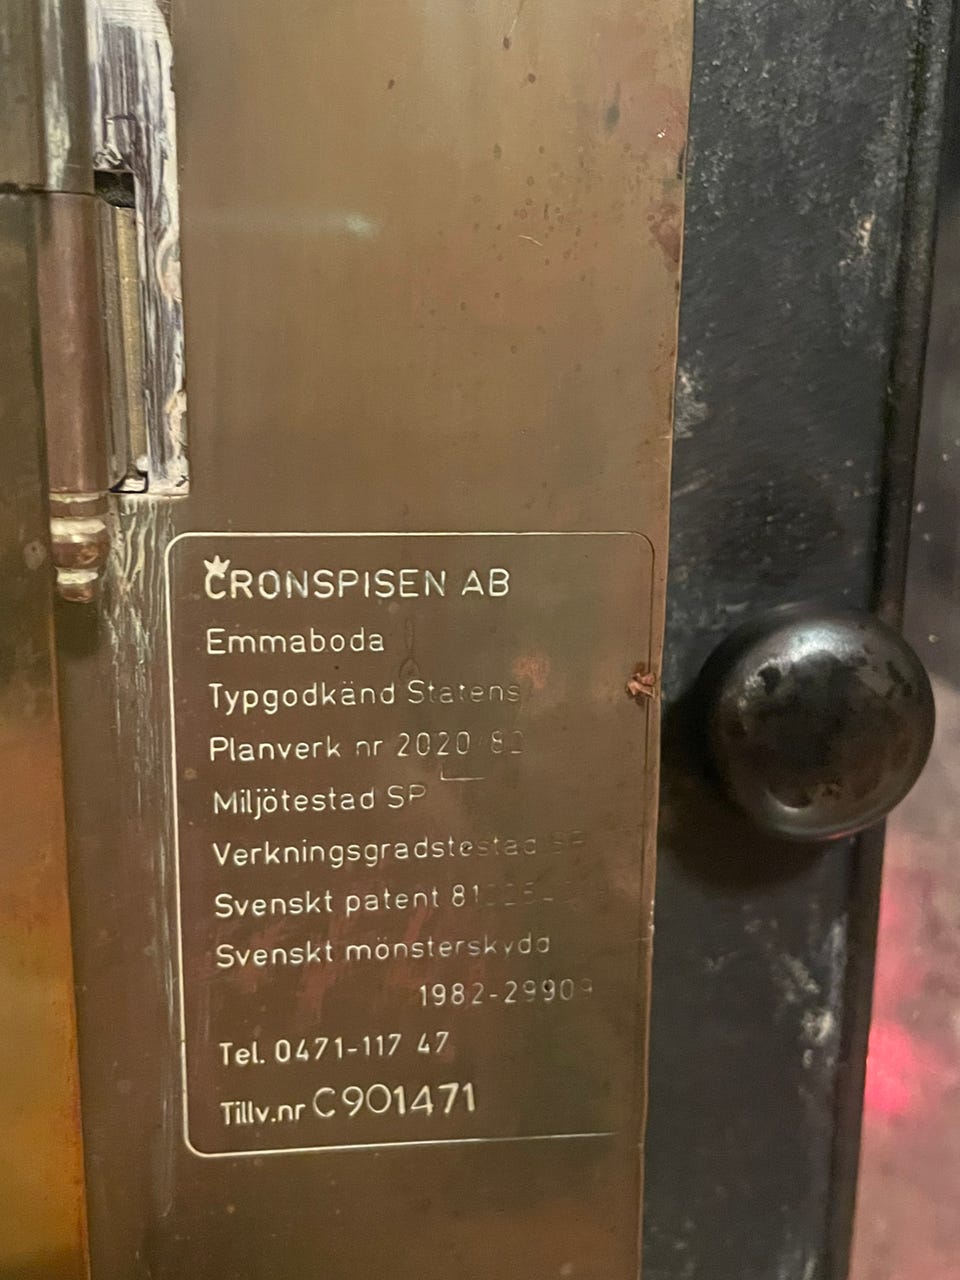 CRONSPISEN AB
Emmaboda
Typgodkänd Statens
Planverk nr 2020/82
Miljötestad SP
Verkningsgradstestad SP
Svenskt patent
Svenskt mönsterskydd
1982-2990
Tel. 0471-117 47
Tillv.nr C901471